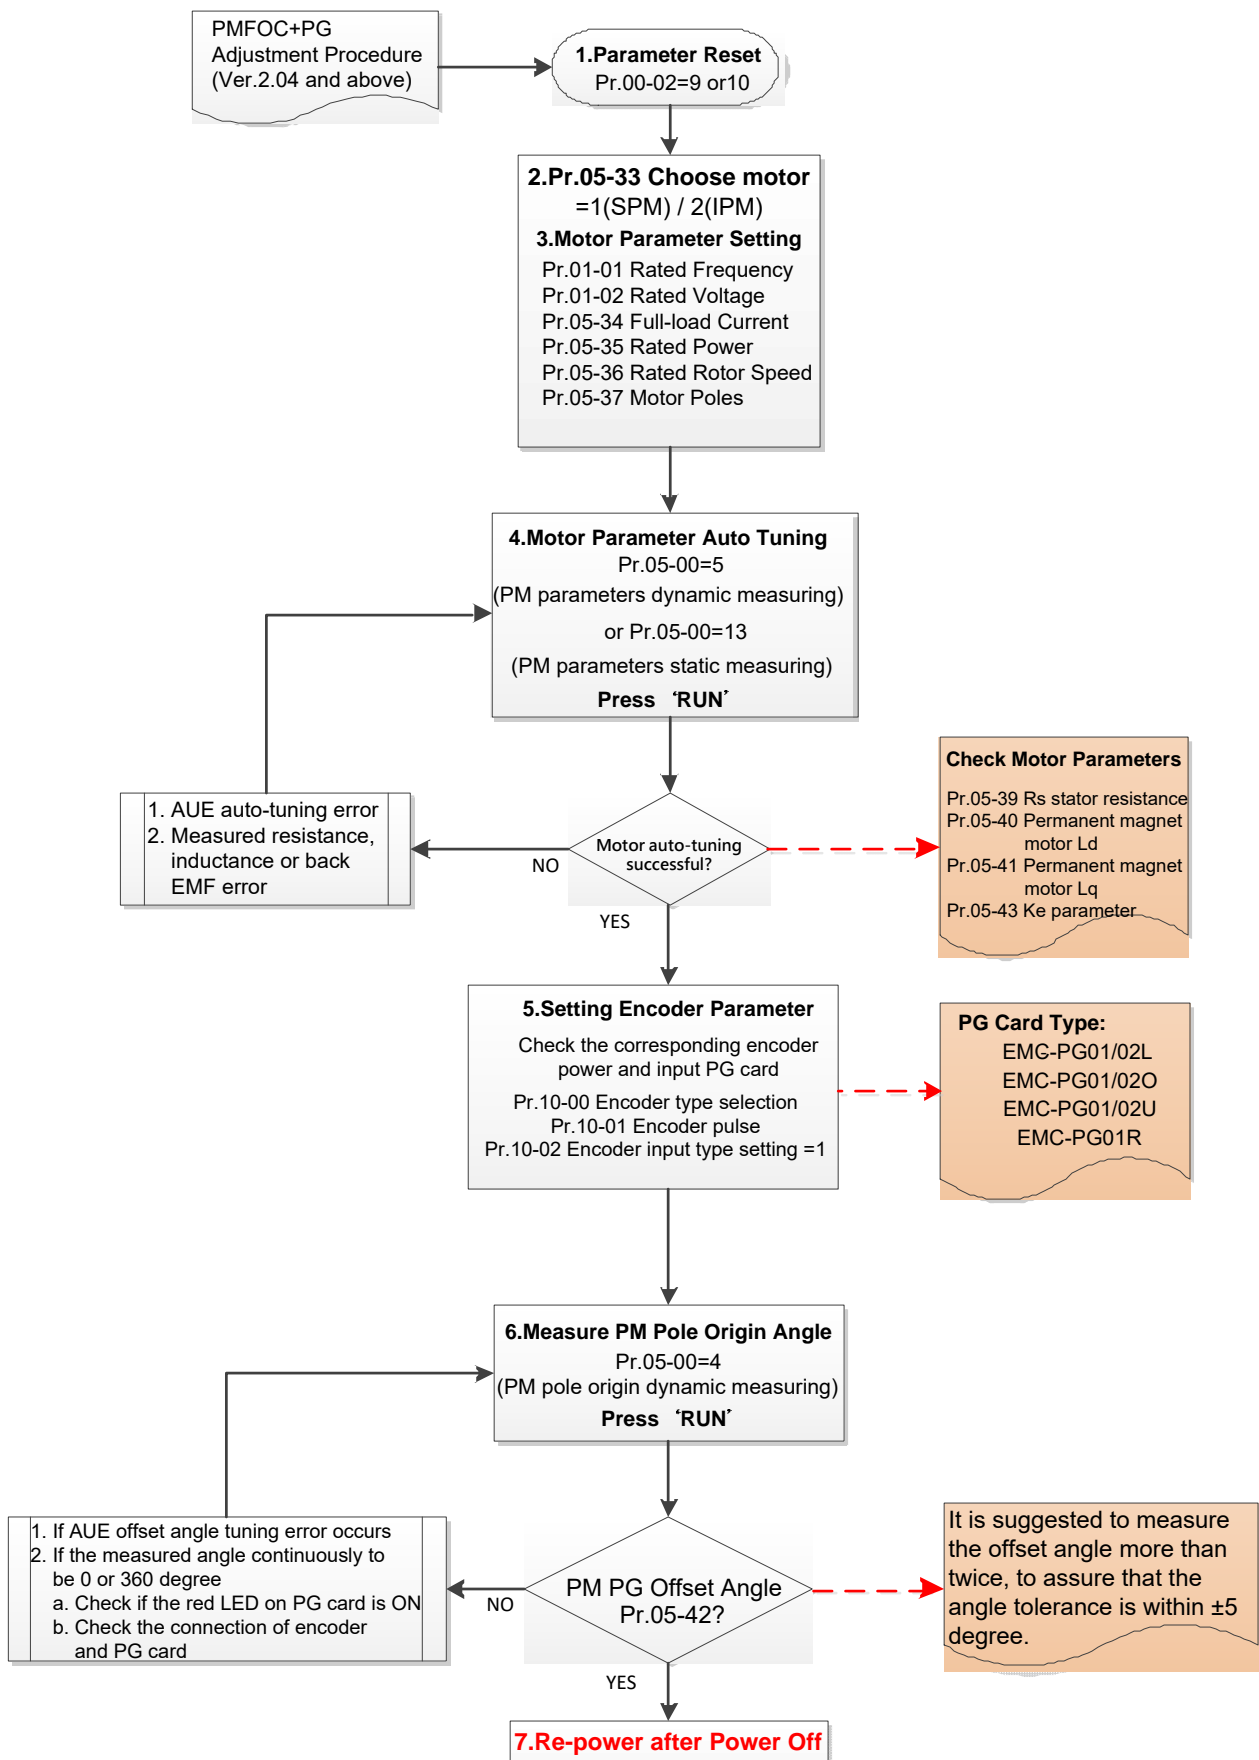 PMFOC+PG
Adjustment Procedure
(Ver.2.04 and above)
1.Parameter Reset
Pr.00-02=9 or10
2.Pr.05-33 Choose motor
=1(SPM) / 2(IPM)
3.Motor Parameter Setting
Pr.01-01 Rated Frequency
Pr.01-02 Rated Voltage
Pr.05-34 Full-load Current
Pr.05-35 Rated Power
Pr.05-36 Rated Rotor Speed
Pr.05-37 Motor Poles
4.Motor Parameter Auto Tuning
Pr.05-00=5
(PM parameters dynamic measuring)
or Pr.05-00=13
(PM parameters static measuring)
Press ‘RUN’
Motor auto-tuning
successful?
NO
YES
1. AUE auto-tuning error
2. Measured resistance,
inductance or back
EMF error
Check Motor Parameters
Pr.05-39 Rs stator resistance
Pr.05-40 Permanent magnet
motor Ld
Pr.05-41 Permanent magnet
motor Lq
Pr.05-43 Ke parameter
5.Setting Encoder Parameter
Check the corresponding encoder
power and input PG card
Pr.10-00 Encoder type selection
Pr.10-01 Encoder pulse
Pr.10-02 Encoder input type setting =1
PG Card Type:
EMC-PG01/02L
EMC-PG01/02O
EMC-PG01/02U
EMC-PG01R
6.Measure PM Pole Origin Angle
Pr.05-00=4
(PM pole origin dynamic measuring)
Press ‘RUN’
PM PG Offset Angle
Pr.05-42?
NO
YES
1. If AUE offset angle tuning error occurs
2. If the measured angle continuously to
be 0 or 360 degree
a. Check if the red LED on PG card is ON
b. Check the connection of encoder
and PG card
It is suggested to measure
the offset angle more than
twice, to assure that the
angle tolerance is within ±5
degree.
7.Re-power after Power Off